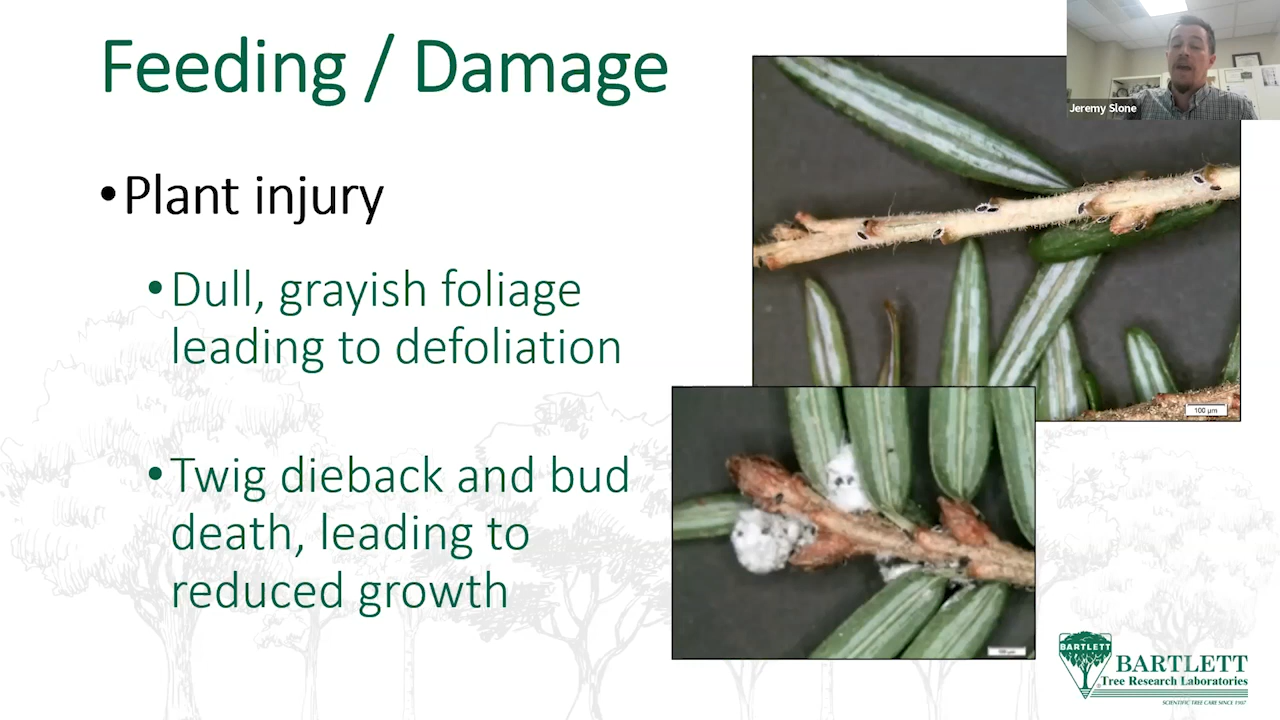 Feeding / Damage
Jeremy Slone
•Plant injury
•Dull, grayish foliage
leading to defoliation
•Twig dieback and bud
death, leading to
reduced growth
100 µm
BARTLETT
BARTLETT
Tree Research Laboratories
SCIENTIFIC TREE CARE SINCE 1907